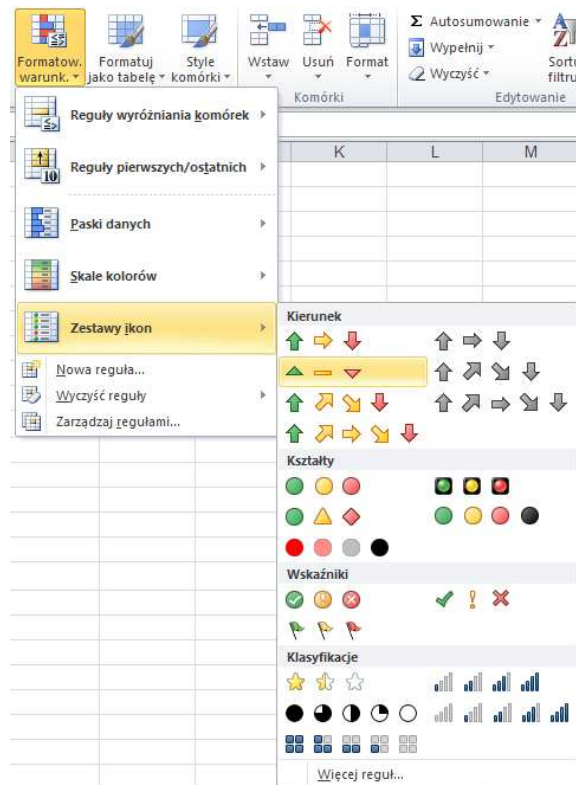 Formatow. warunk.
Formatuj jako tabelę
Style komórki
Wstaw
Usuń
Format
Σ Autosumowanie
Wypełnij
Wyczyść
Komórki
Edytowanie
Reguły wyróżniania komórek
Reguły pierwszych/ostatnich
10
Paski danych
Skale kolorów
Zestawy ikon
Nowa reguła...
Wyczyść reguły
Zarządzaj regułami...
K L M
Kierunek
Kształty
Wskaźniki
Klasyfikacje
Więcej reguł...